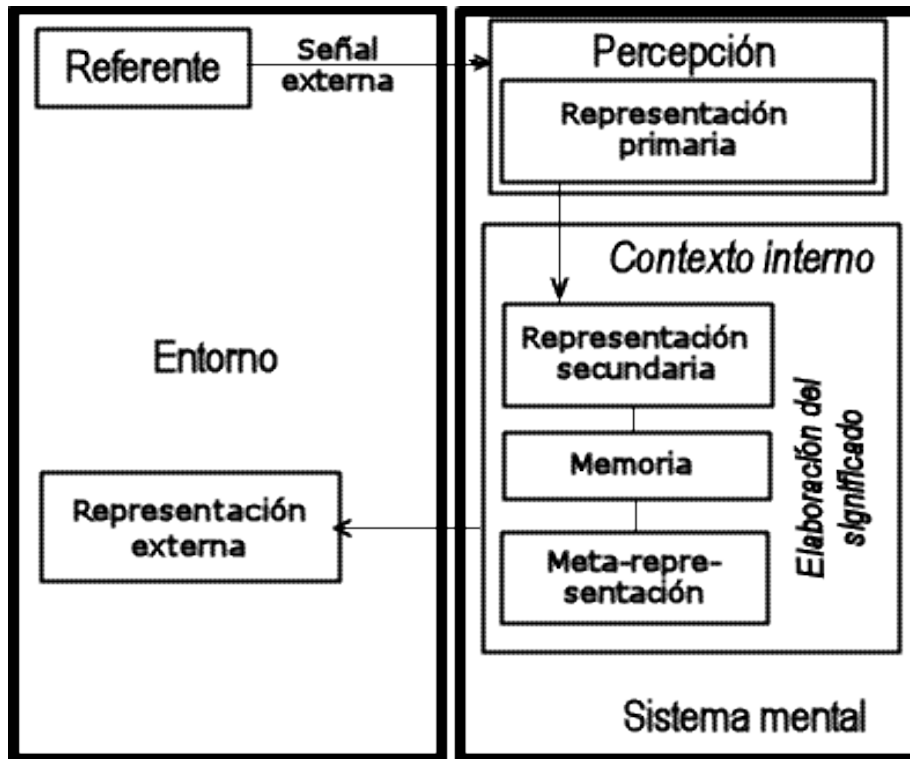 Referente
Señal
externa
Percepción
Representación
primaria
Contexto interno
Representación
secundaria
Memoria
Meta-repre-
sentación
Elaboración del
significado
Entorno
Representación
externa
Sistema mental